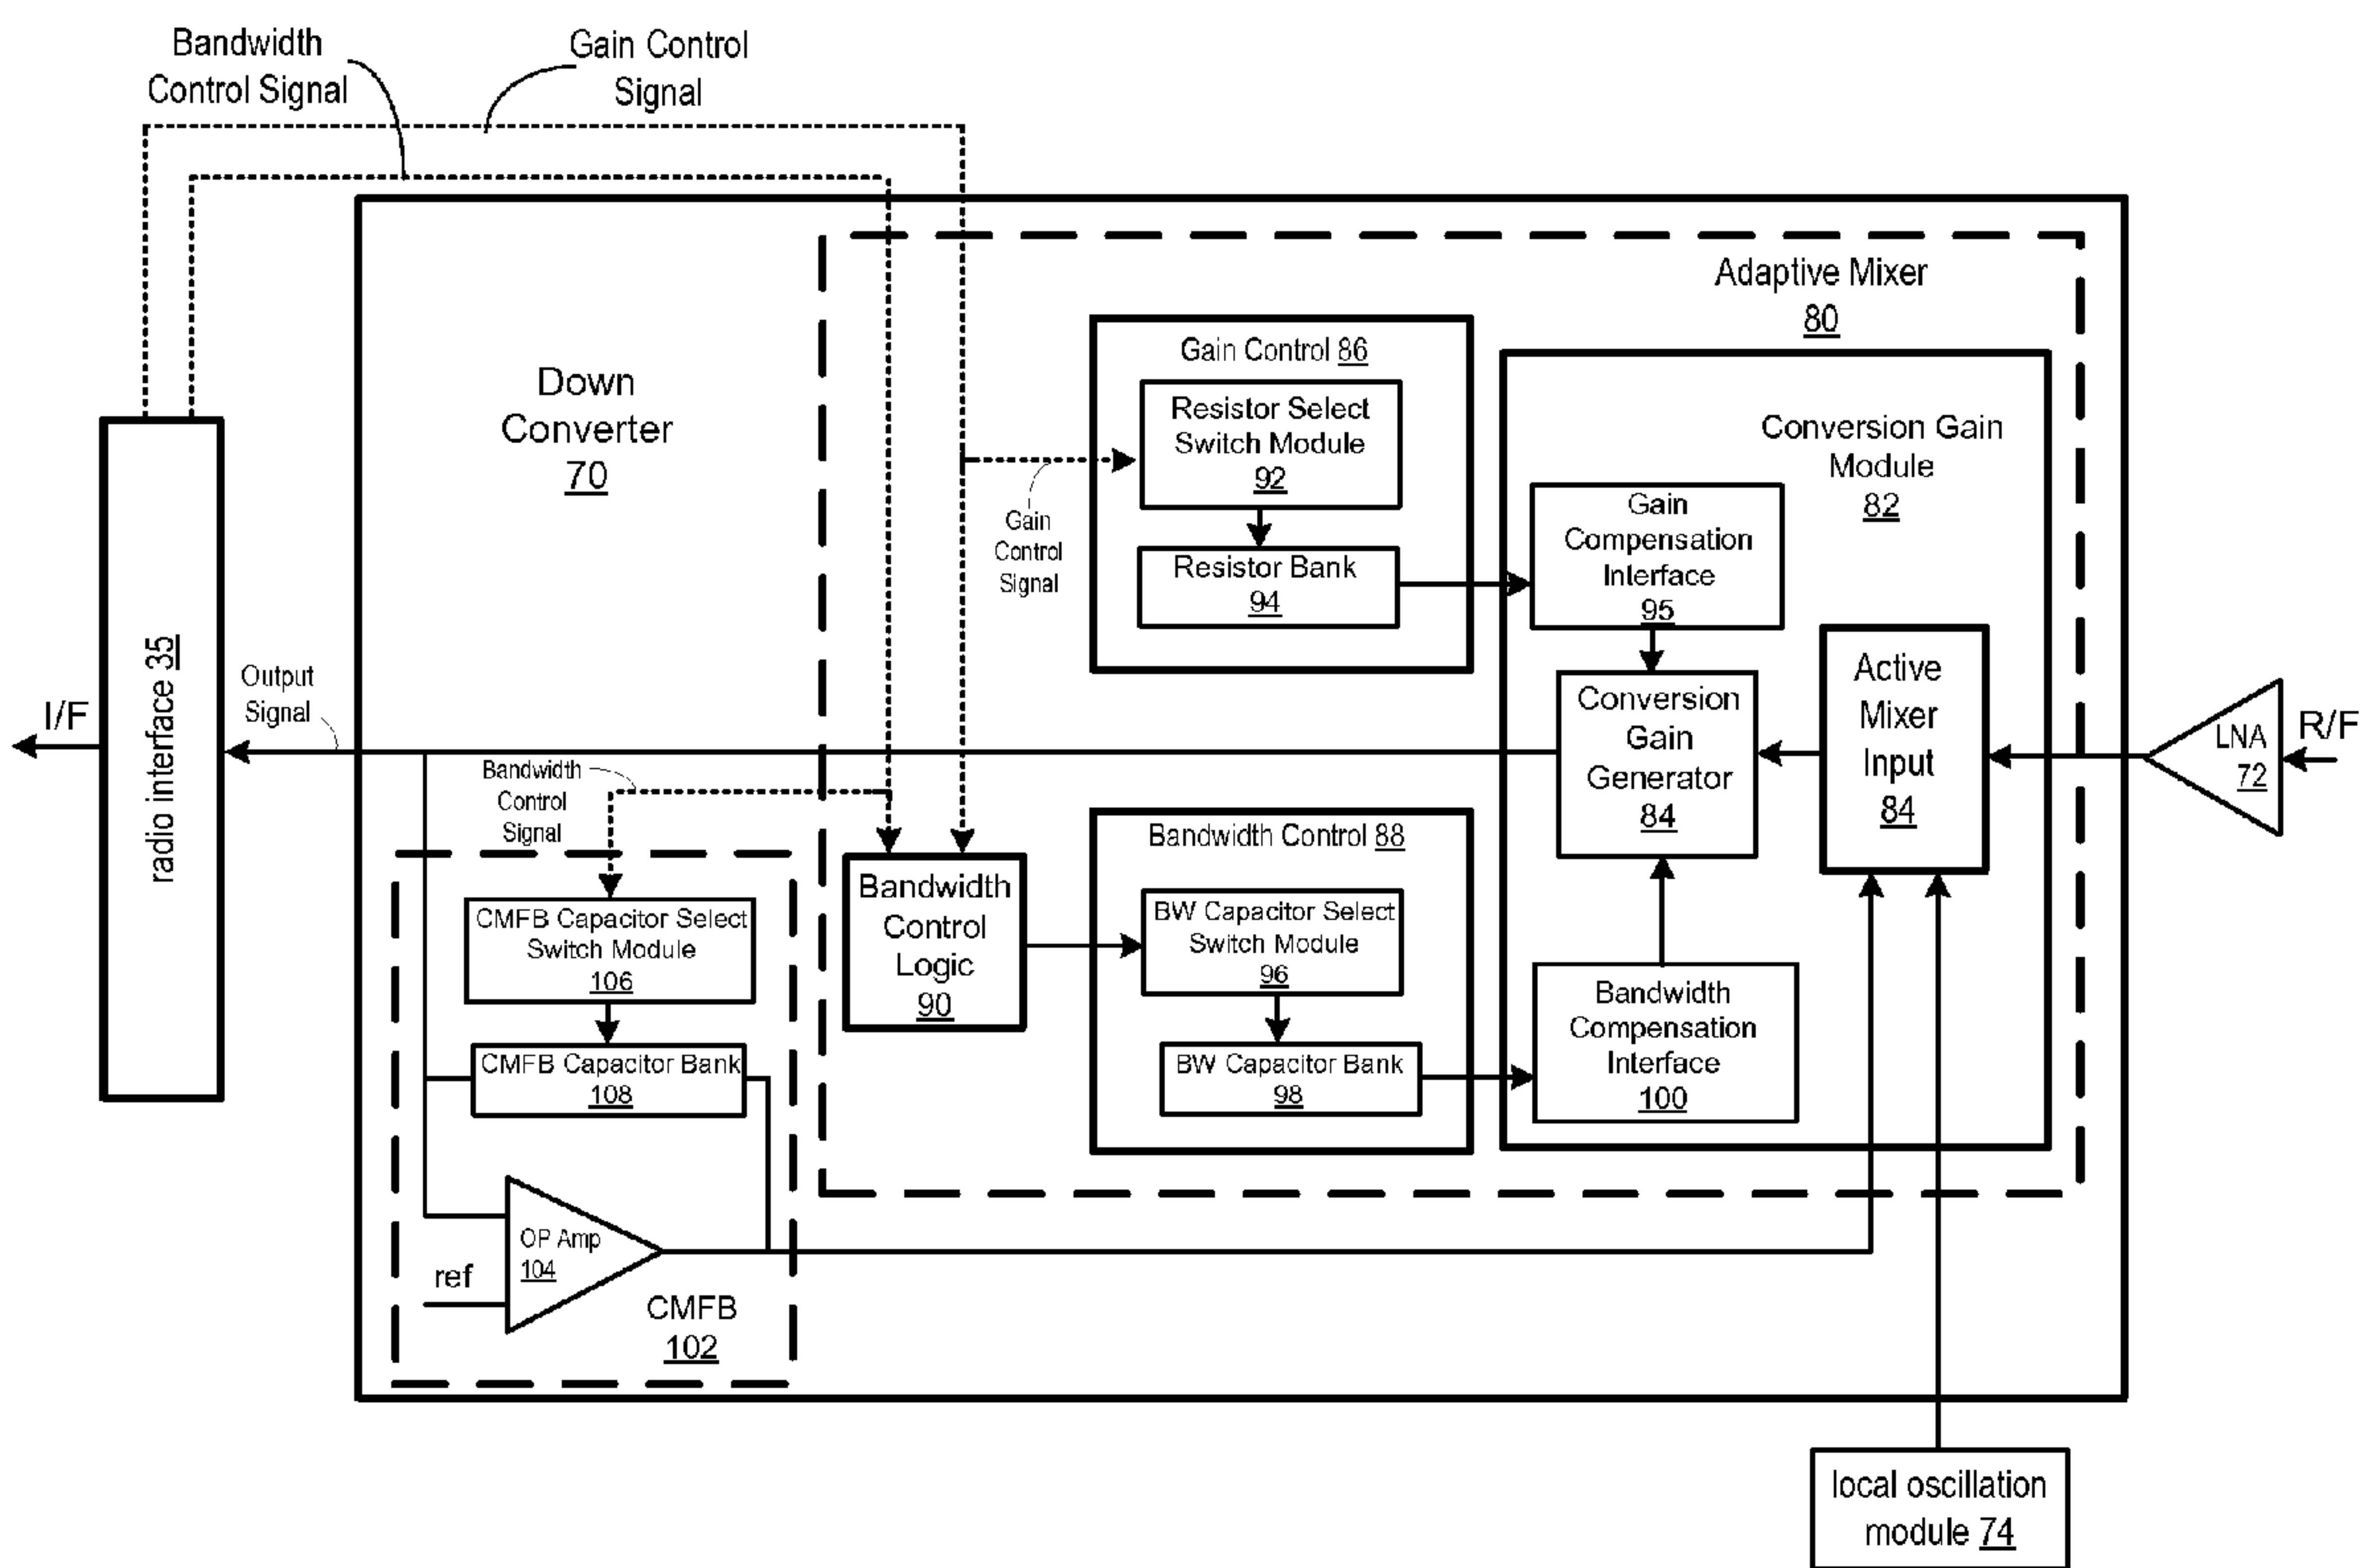 Bandwidth
Control Signal
Gain Control
Signal
Down
Converter
70
Adaptive Mixer
80
Gain Control 86
Resistor Select
Switch Module
92
Resistor Bank
94
Gain
Control
Signal
Conversion Gain
Module
82
Gain
Compensation
Interface
95
Conversion
Gain
Generator
84
Active
Mixer
Input
84
LNA
72
R/F
I/F
radio interface 35
Output
Signal
Bandwidth
Control
Signal
Bandwidth
Control
Logic
90
Bandwidth Control 88
BW Capacitor Select
Switch Module
96
BW Capacitor Bank
98
Bandwidth
Compensation
Interface
100
CMFB Capacitor Select
Switch Module
106
CMFB Capacitor Bank
108
OP Amp
104
ref
CMFB
102
local oscillation
module 74